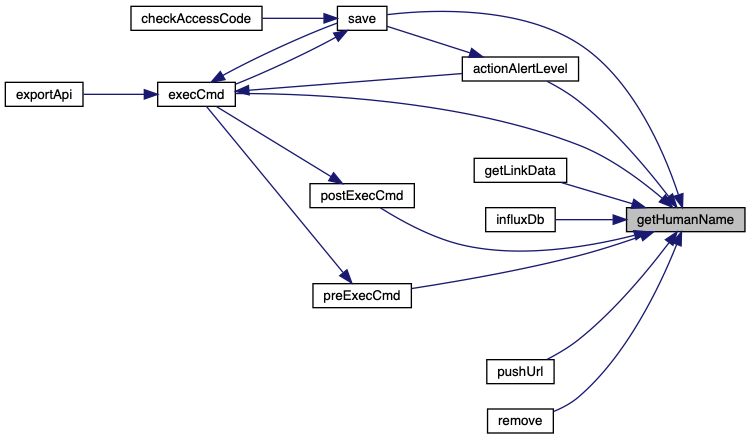 checkAccessCode
save
actionAlertLevel
exportApi
execCmd
getLinkData
postExecCmd
influxDb
getHumanName
preExecCmd
pushUrl
remove